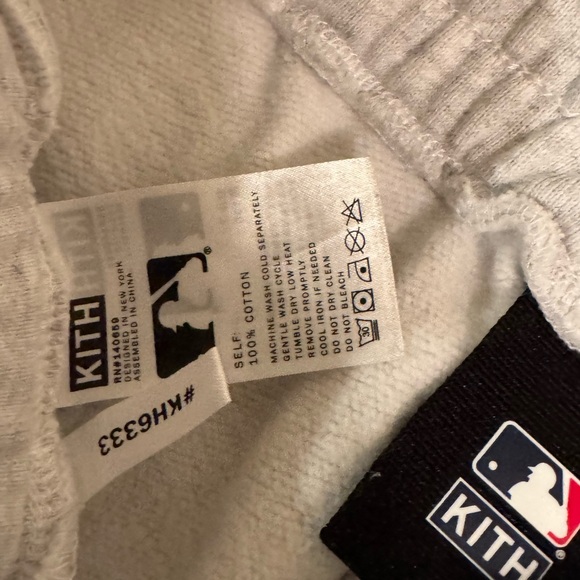 KITH
RN#140659
DESIGNED IN NEW YORK
ASSEMBLED IN CHINA
®
SELF:
100% COTTON
MACHINE WASH COLD SEPARATELY
GENTLE WASH CYCLE
TUMBLE DRY LOW HEAT
REMOVE PROMPTLY
COOL IRON IF NEEDED
DO NOT DRY CLEAN
DO NOT BLEACH
30
#KH6333
KITH
®